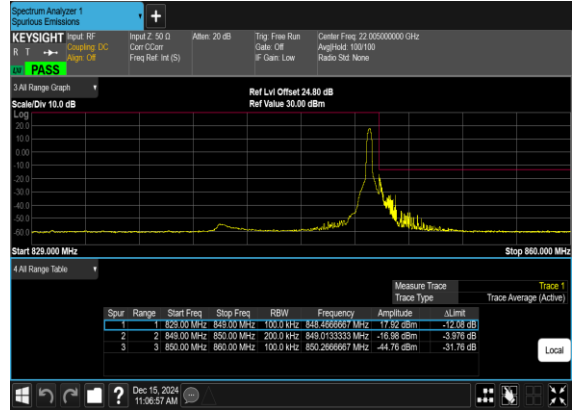 Spectrum Analyzer 1
Spurious Emissions
+
KEYSIGHT Input: RF Input Z: 50 Ω Atten: 20 dB Trig: Free Run Center Freq: 22.005000000 GHz
R T Coupling: DC Corr CCorr Gate: Off Avg|Hold: 100/100
Align: Off Freq Ref: Int (S) IF Gain: Low Radio Std: None
LW PASS
3 All Range Graph
Ref Lvl Offset 24.80 dB
Scale/Div 10.0 dB Ref Value 30.00 dBm
Log
20.0
10.0
0.00
-10.0
-20.0
-30.0
-40.0
-50.0
-60.0
Start 829.000 MHz Stop 860.000 MHz
4 All Range Table
Measure Trace Trace 1
Trace Type Trace Average (Active)
Spur Range Start Freq Stop Freq RBW Frequency Amplitude ΔLimit
1 1 829.00 MHz 849.00 MHz 100.0 kHz 848.4666667 MHz 17.92 dBm -12.08 dB
2 2 849.00 MHz 850.00 MHz 200.0 kHz 849.0133333 MHz -16.98 dBm -3.976 dB
3 3 850.00 MHz 860.00 MHz 100.0 kHz 850.2666667 MHz -44.76 dBm -31.76 dB
Local
? Dec 15, 2024
11:06:57 AM